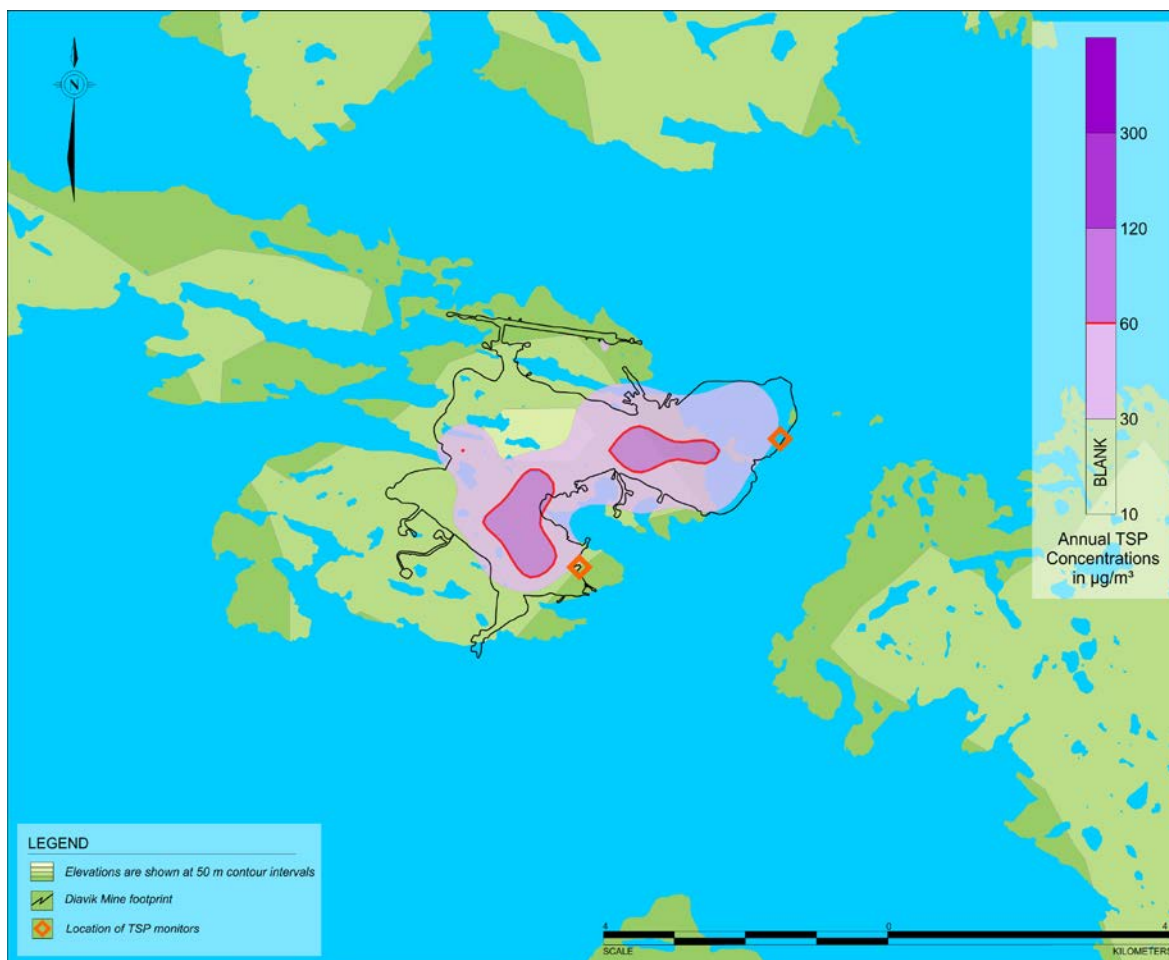 N
300
120
60
30
BLANK
10
Annual TSP
Concentrations
in µg/m³
LEGEND
Elevations are shown at 50 m contour intervals
Diavik Mine footprint
Location of TSP monitors
4 0 4
SCALE KILOMETERS